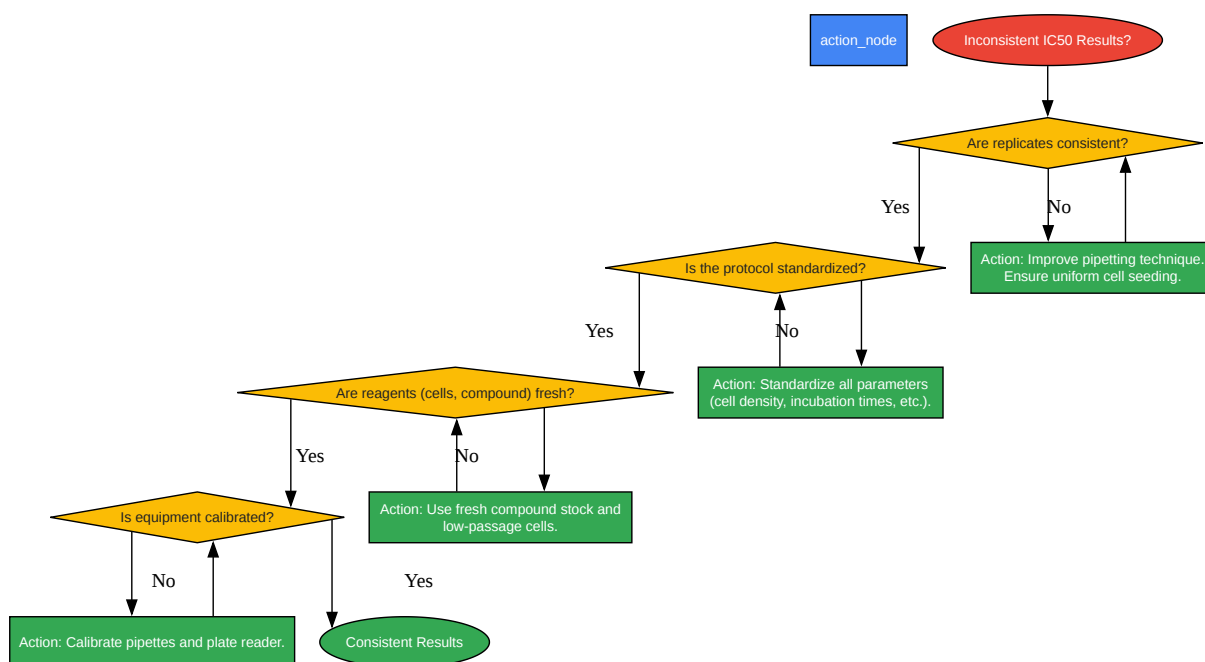 action_node
Inconsistent IC50 Results?
Are replicates consistent?
Yes
No
Is the protocol standardized?
Action: Improve pipetting technique.
Ensure uniform cell seeding.
Yes
No
Are reagents (cells, compound) fresh?
Action: Standardize all parameters
(cell density, incubation times, etc.).
Yes
No
Is equipment calibrated?
Action: Use fresh compound stock and
low-passage cells.
No
Yes
Action: Calibrate pipettes and plate reader.
Consistent Results